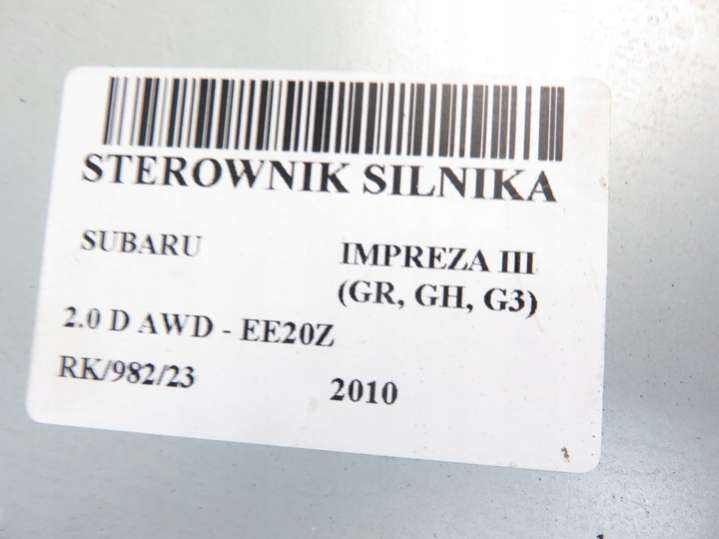 STEROWNIK SILNIKA
SUBARU IMPREZA III
(GR, GH, G3)
2.0 D AWD - EE20Z
RK/982/23 2010